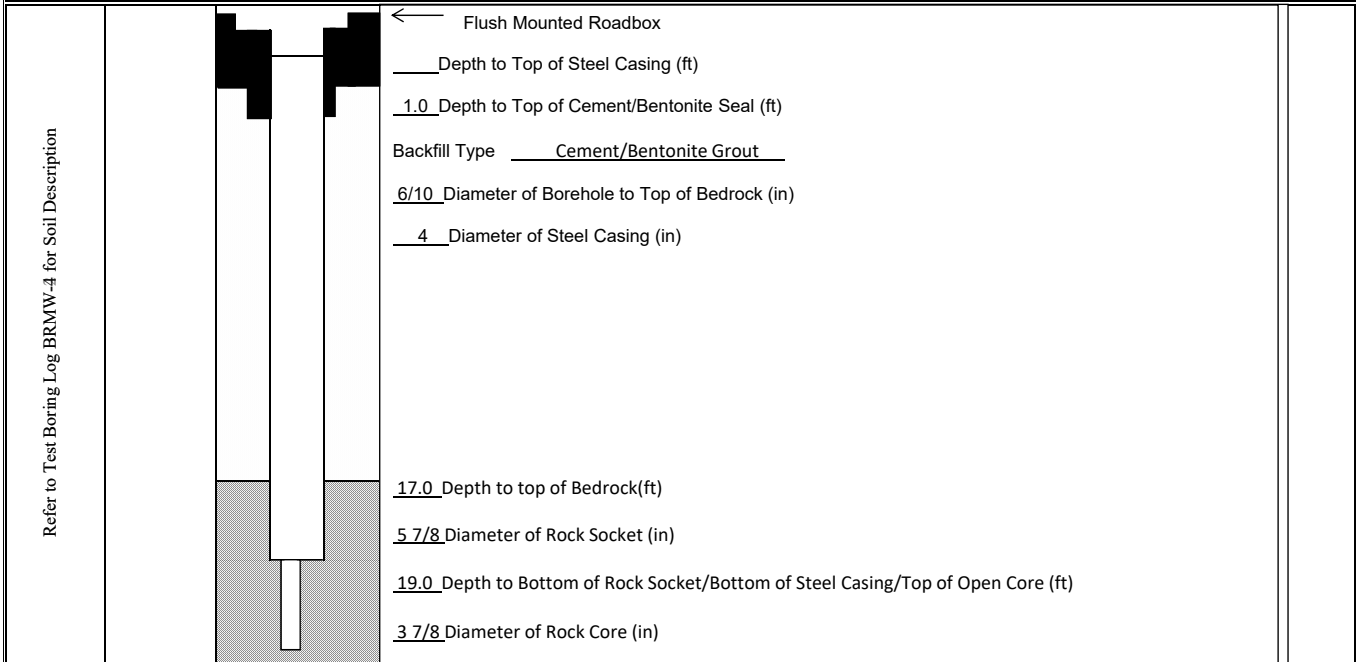 Flush Mounted Roadbox
Depth to Top of Steel Casing (ft)
1.0 Depth to Top of Cement/Bentonite Seal (ft)
Backfill Type Cement/Bentonite Grout
6/10 Diameter of Borehole to Top of Bedrock (in)
4 Diameter of Steel Casing (in)
Refer to Test Boring Log BRMW-4 for Soil Description
17.0 Depth to top of Bedrock(ft)
5 7/8 Diameter of Rock Socket (in)
19.0 Depth to Bottom of Rock Socket/Bottom of Steel Casing/Top of Open Core (ft)
3 7/8 Diameter of Rock Core (in)